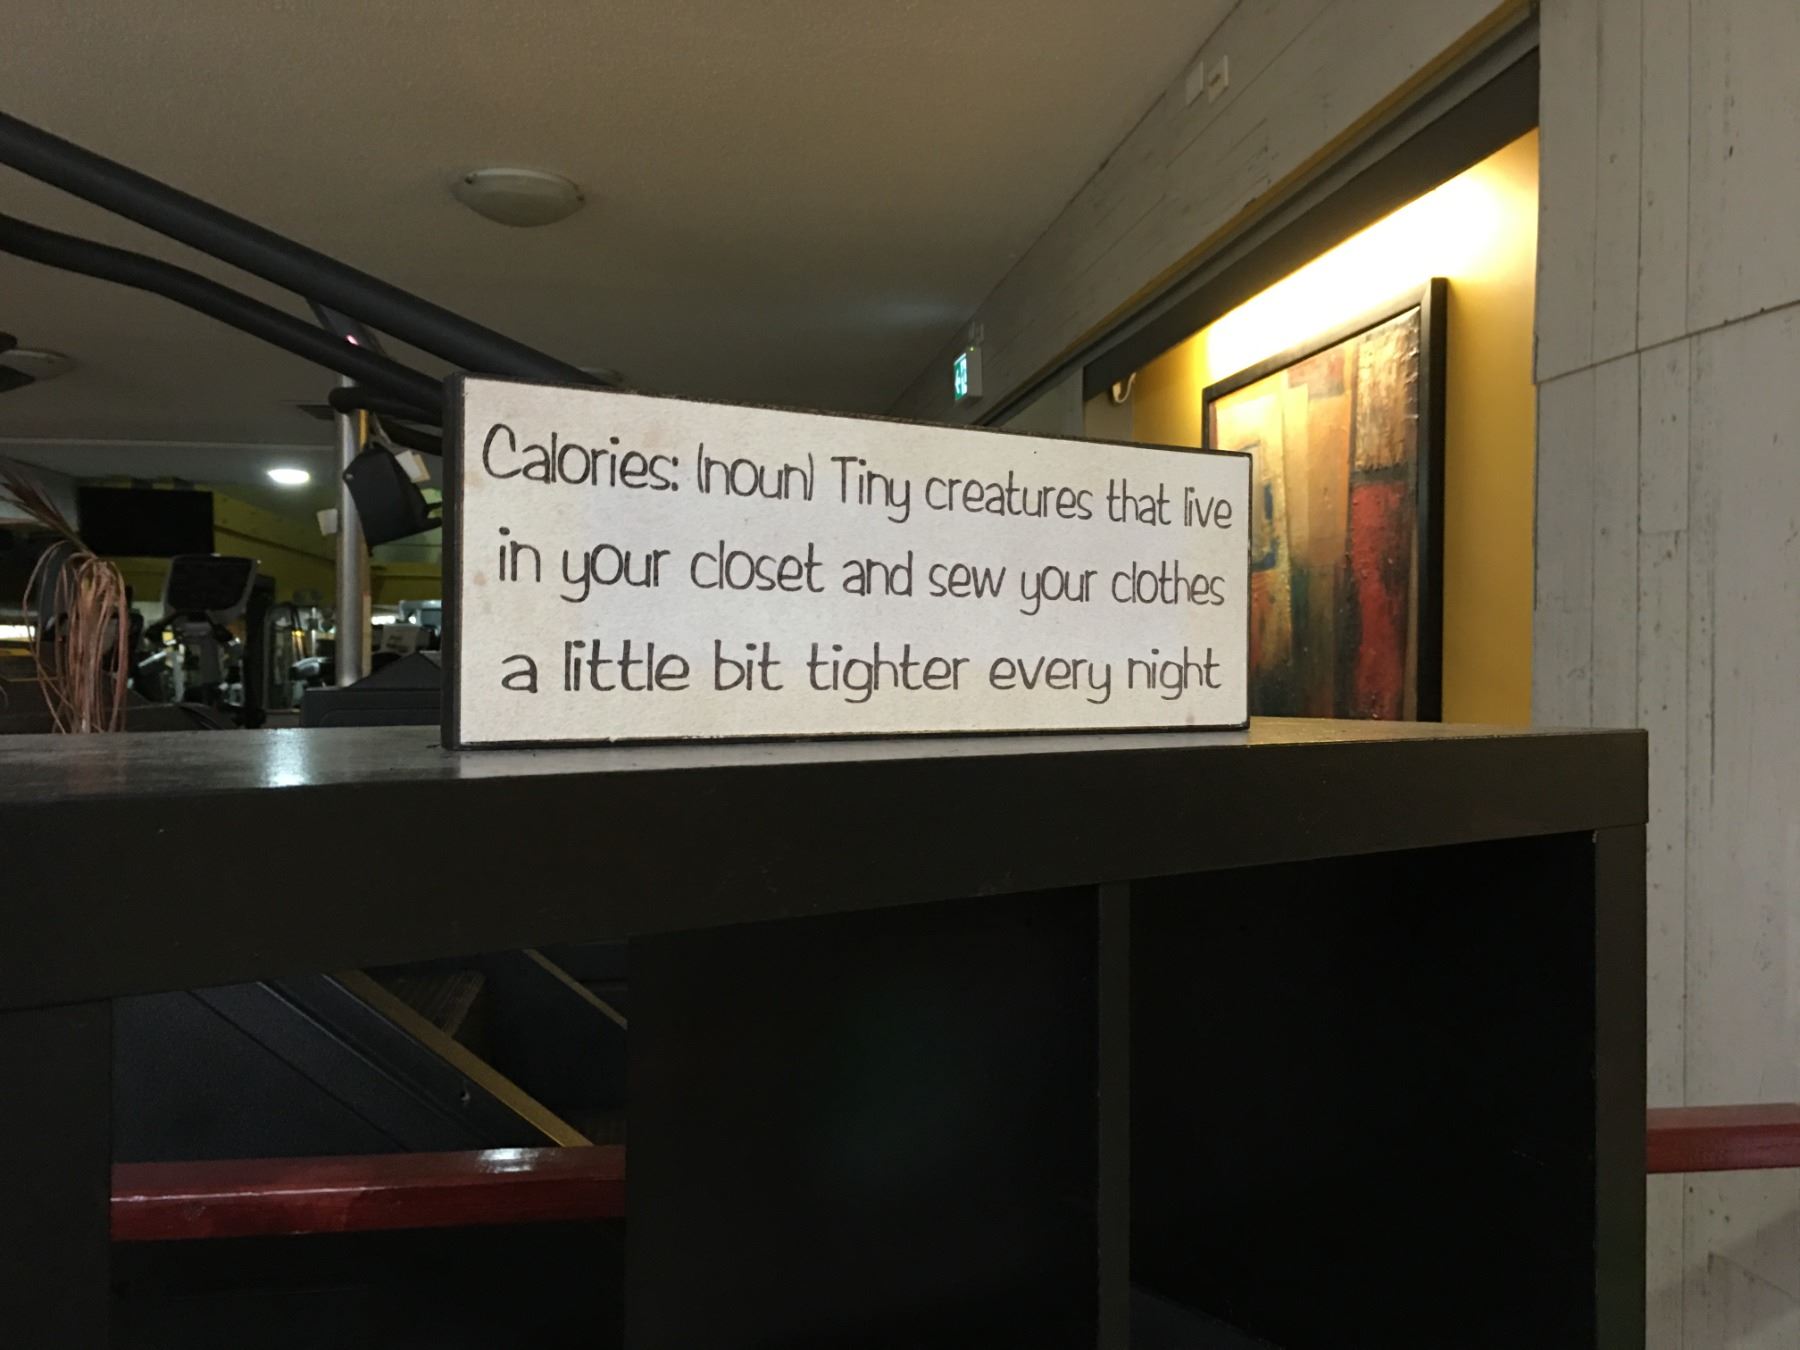 Calories: (noun) Tiny creatures that live
in your closet and sew your clothes
a little bit tighter every night